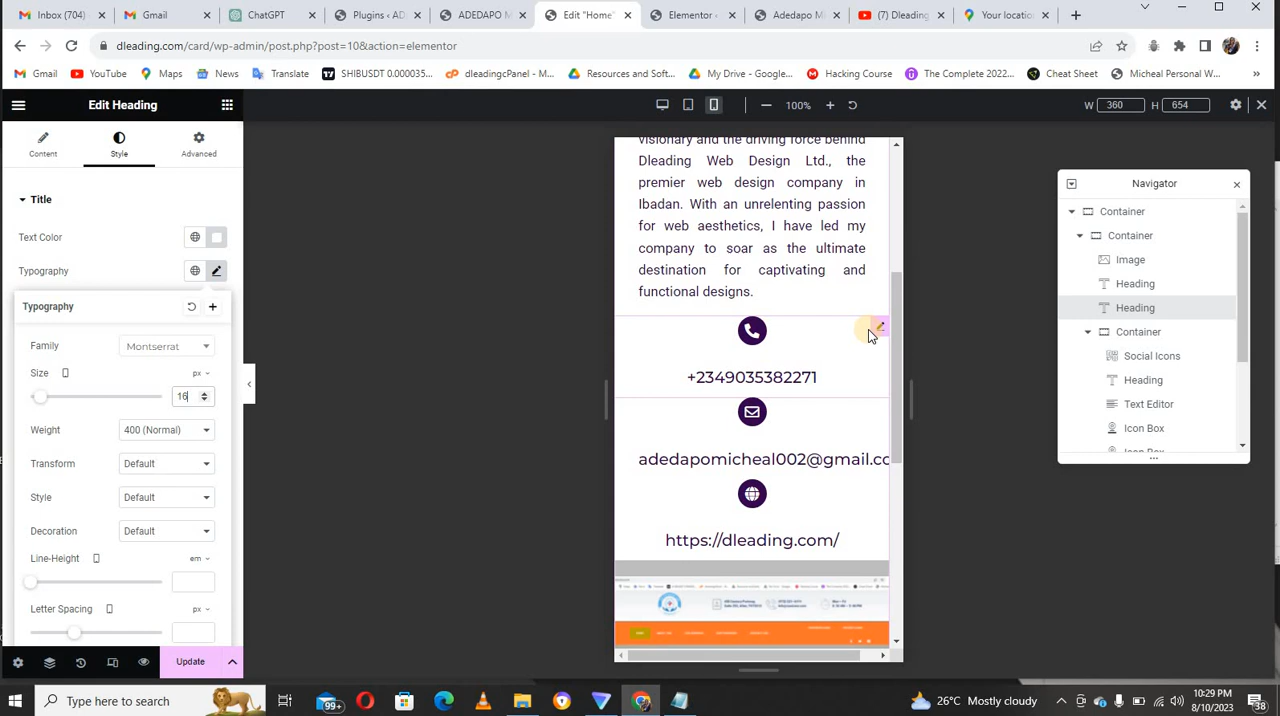 Inbox (704)
Gmail
ChatGPT
Plugins ‹ AD
ADEDAPO M
Edit "Home"
Elementor ‹
Adedapo Mi
(7) Dleading
Your locatio
dleading.com/card/wp-admin/post.php?post=10&action=elementor
Gmail
YouTube
Maps
News
Translate
SHIBUSDT 0.000035...
dleadingcpnel - M...
Resources and Soft...
My Drive - Google...
Hacking Course
The Complete 2022...
Cheat Sheet
Micheal Personal W...
»
Edit Heading
100%
W 360 H 654
Content
Style
Advanced
Title
Text Color
Typography
Typography
Family
Montserrat
Size
px
16
Weight
400 (Normal)
Transform
Default
Style
Default
Decoration
Default
Line-Height
em
Letter Spacing
px
Update
visionary and the driving force behind
Dleading Web Design Ltd., the
premier web design company in
Ibadan. With an unrelenting passion
for web aesthetics, I have led my
company to soar as the ultimate
destination for captivating and
functional designs.
+2349035382271
adedapomicheal002@gmail.co
https://dleading.com/
Navigator
Container
Container
Image
Heading
Heading
Container
Social Icons
Heading
Text Editor
Icon Box
Icon Box
Type here to search
99+
26°C Mostly cloudy
10:29 PM
8/10/2023
38